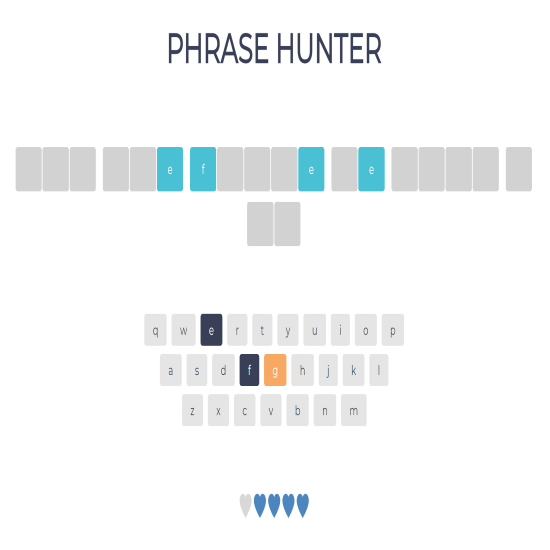 PHRASE HUNTER
e f e e
q w e r t y u i o p
a s d f g h j k l
z x c v b n m